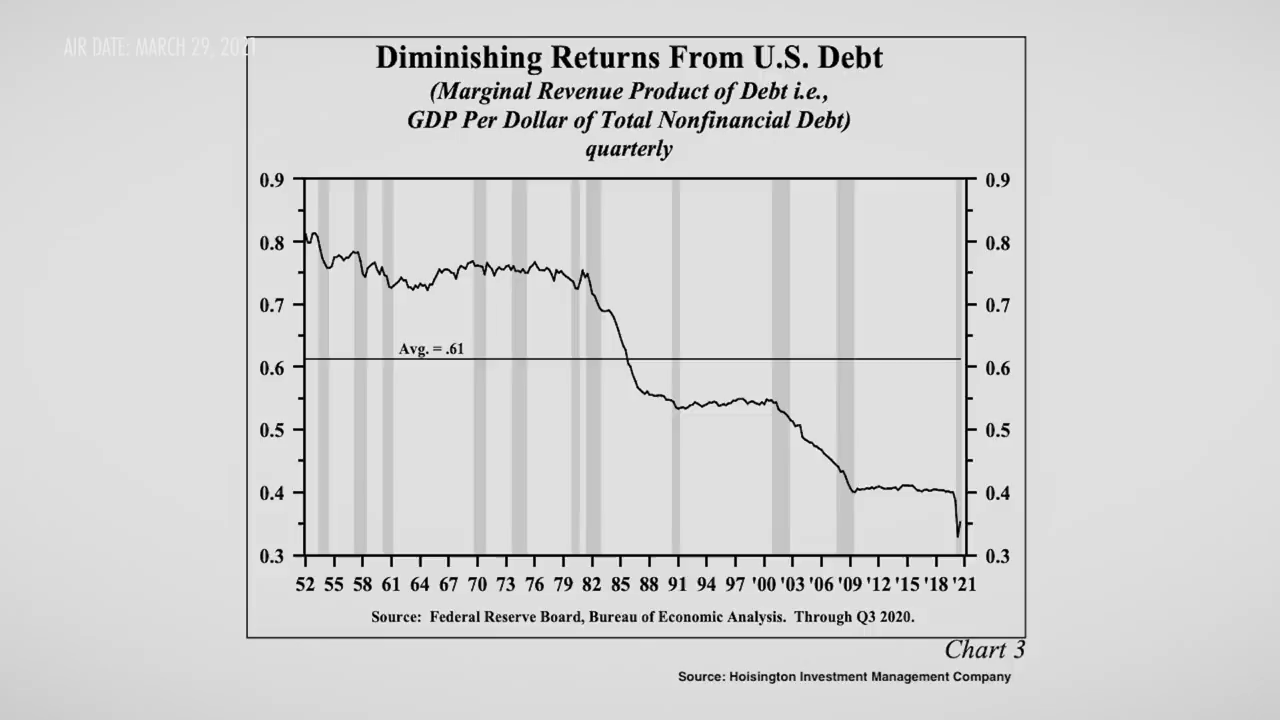 AIR DATE: MARCH 29, 2021
Diminishing Returns From U.S. Debt
(Marginal Revenue Product of Debt i.e.,
GDP Per Dollar of Total Nonfinancial Debt)
quarterly
0.9 0.9
0.8 0.8
0.7 0.7
Avg. = .61
0.6 0.6
0.5 0.5
0.4 0.4
0.3 0.3
52 55 58 61 64 67 70 73 76 79 82 85 88 91 94 97 '00 '03 '06 '09 '12 '15 '18 '21
Source: Federal Reserve Board, Bureau of Economic Analysis. Through Q3 2020.
Chart 3
Source: Hoisington Investment Management Company